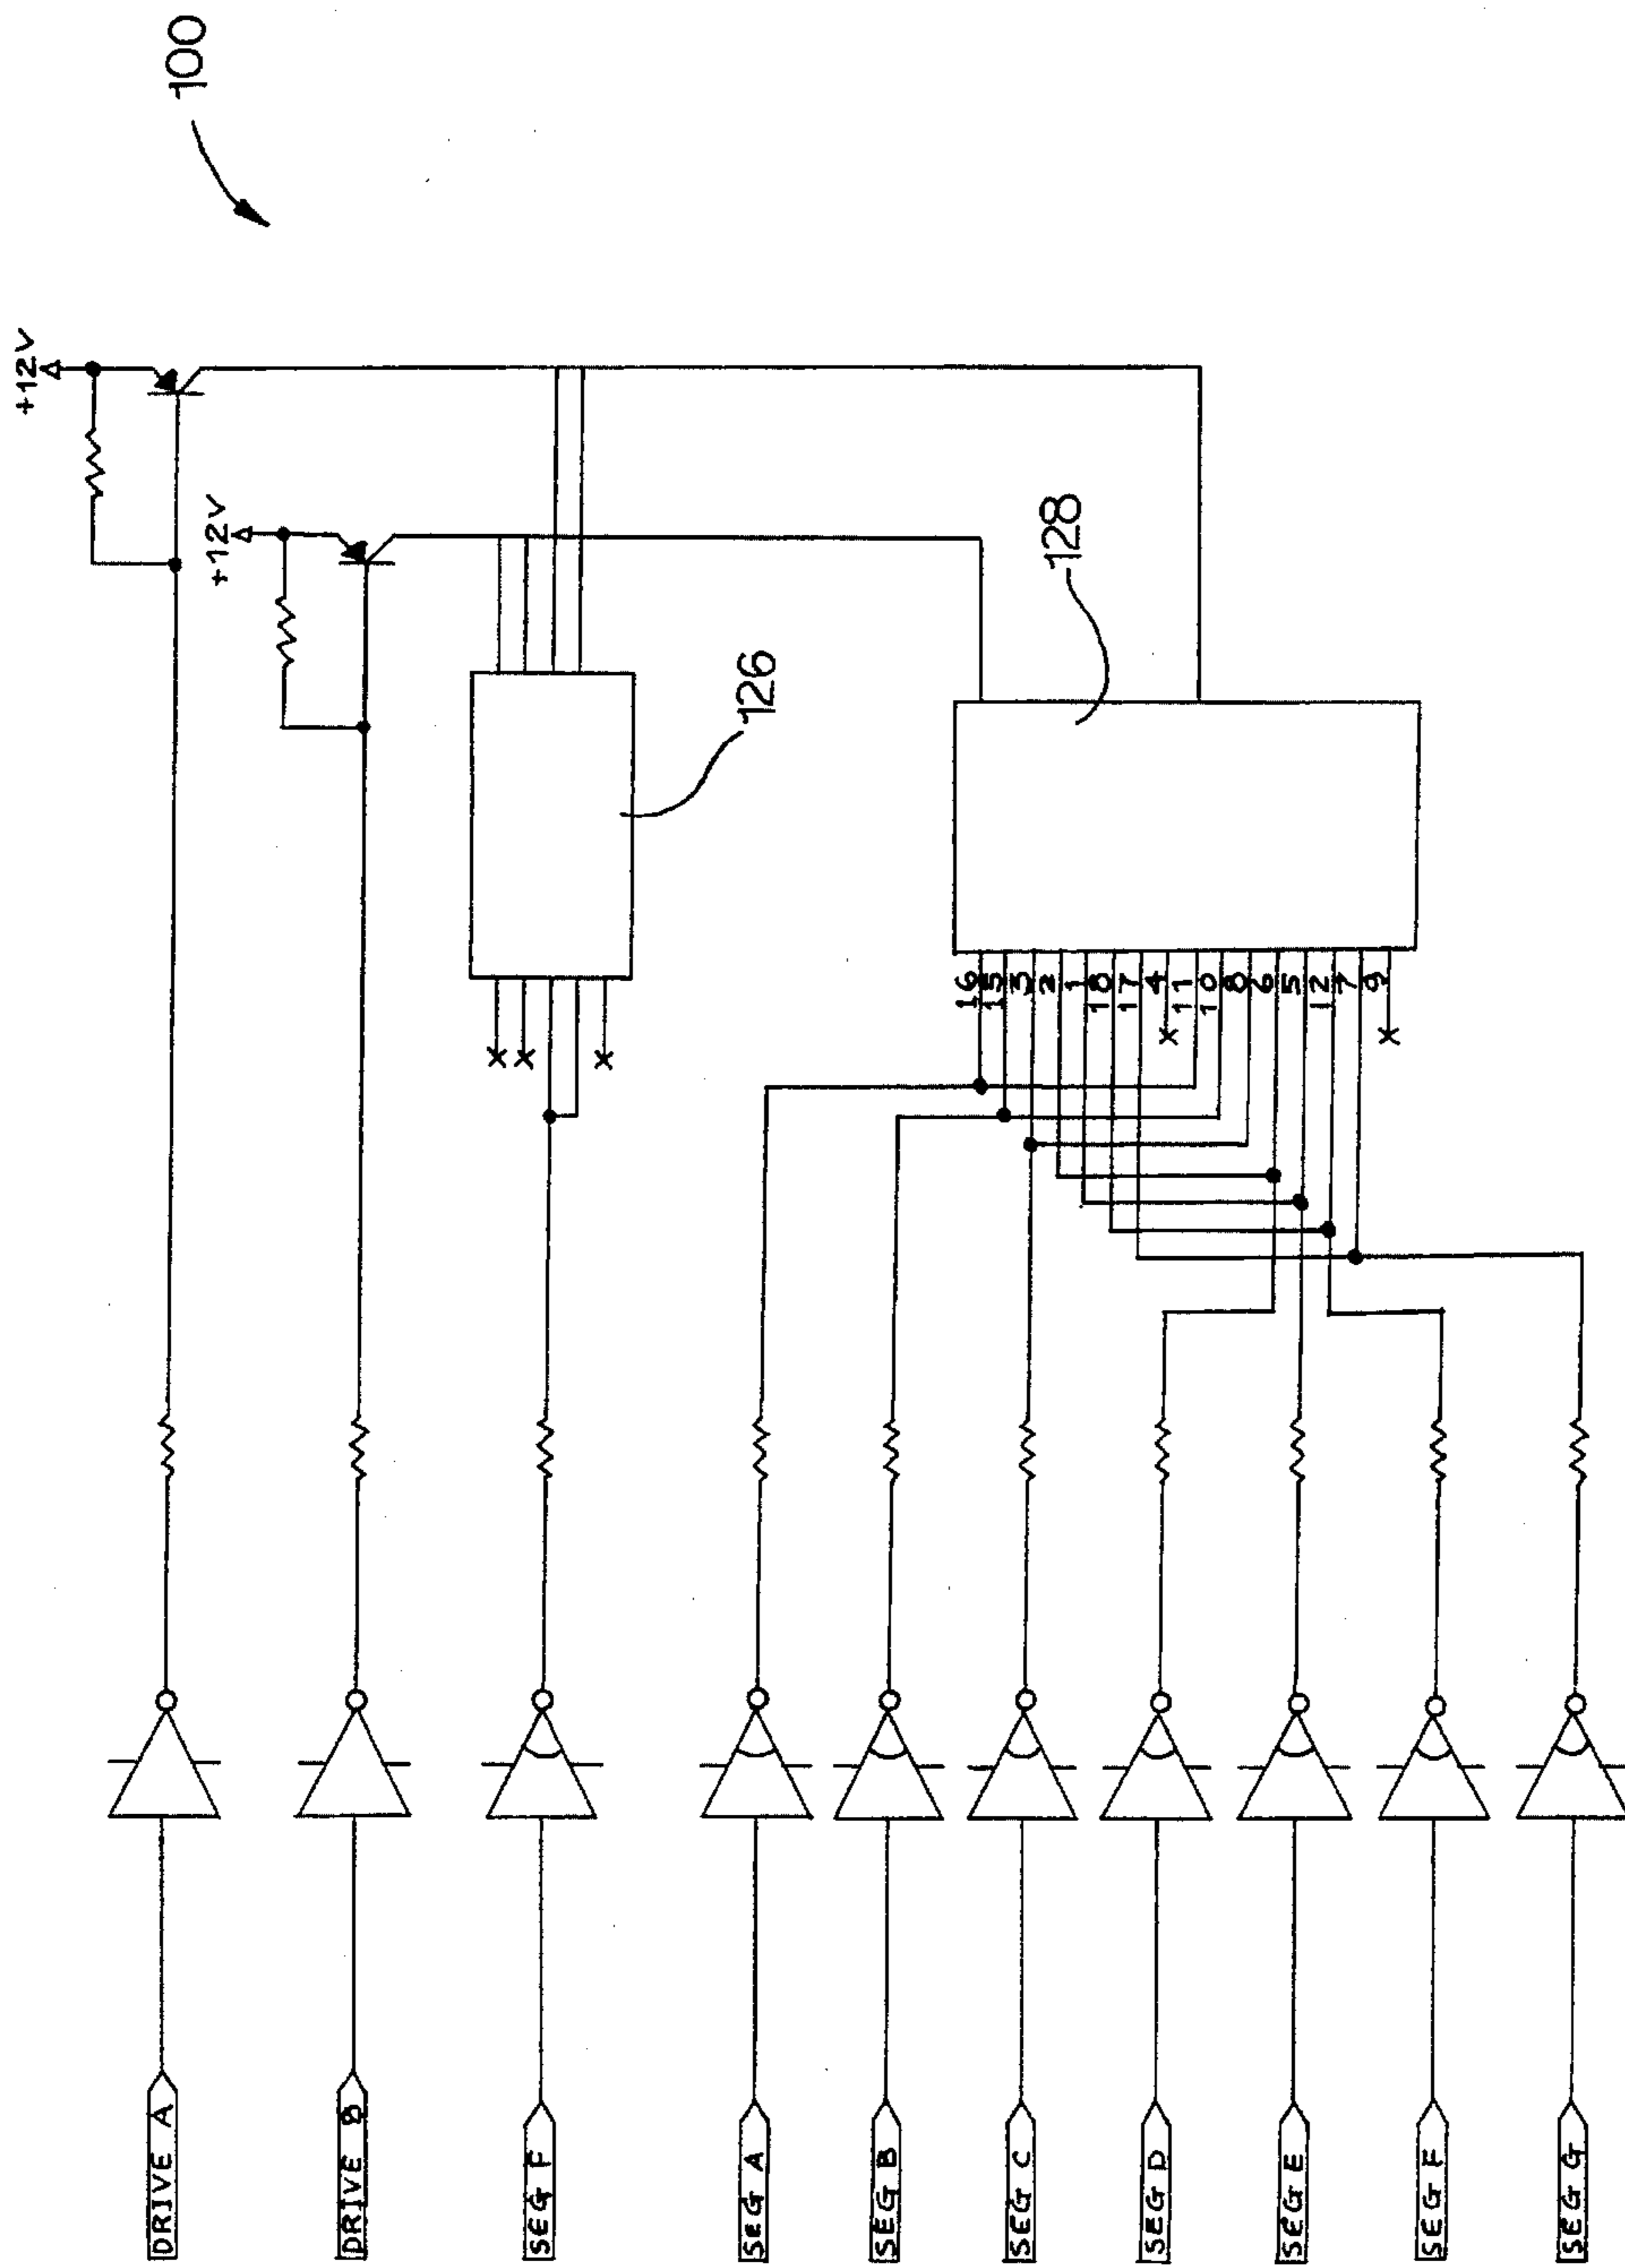 100
+12V
+12V
DRIVE A
DRIVE B
126
SEG F
128
16
15
3
2
1
18
17
4
11
10
8
6
5
12
7
9
X
X
X
X
X
SEG A
SEG B
SEG C
SEG D
SEG E
SEG F
SEG G